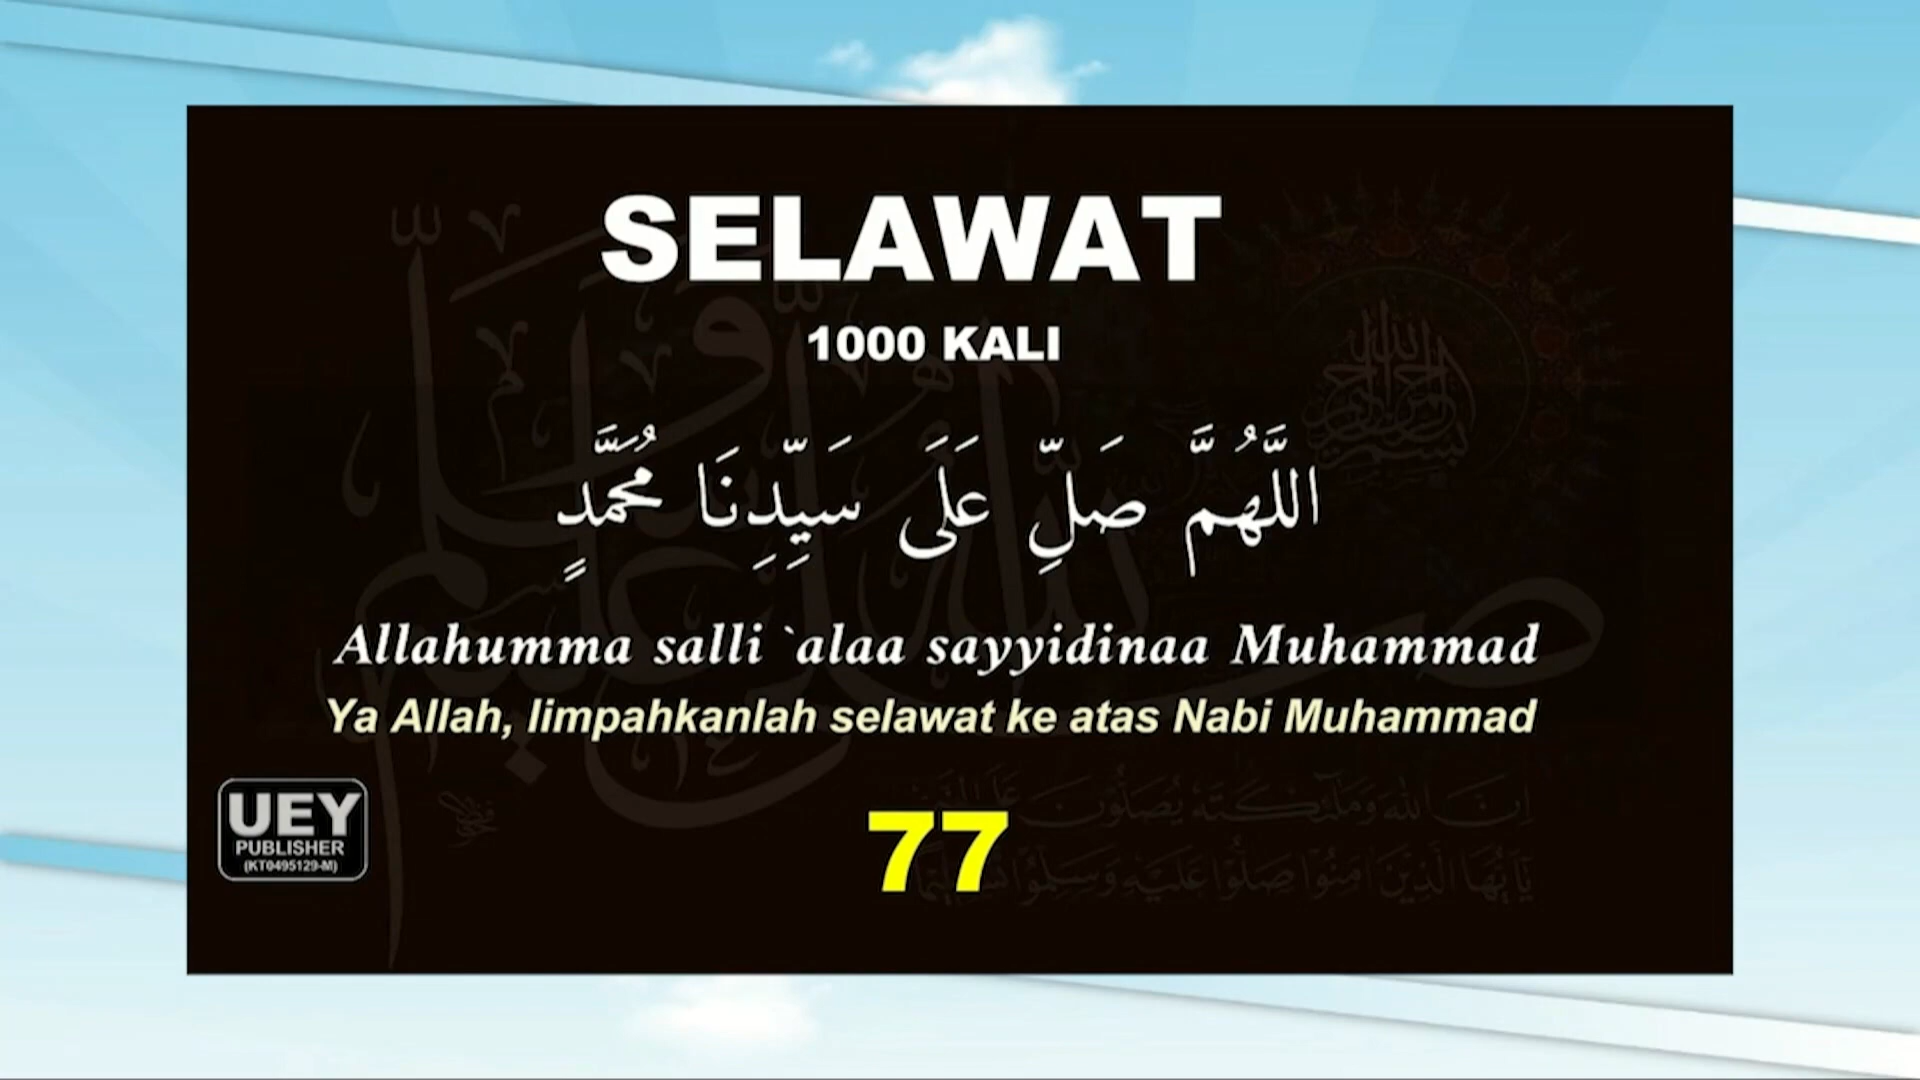 SELAWAT
1000 KALI
اللَّهُمَّ صَلِّ عَلَى سَيِّدِنَا مُحَمَّدٍ
Allahumma salli `alaa sayyidinaa Muhammad
Ya Allah, limpahkanlah selawat ke atas Nabi Muhammad
UEY
PUBLISHER
(KT0495129-M)
77